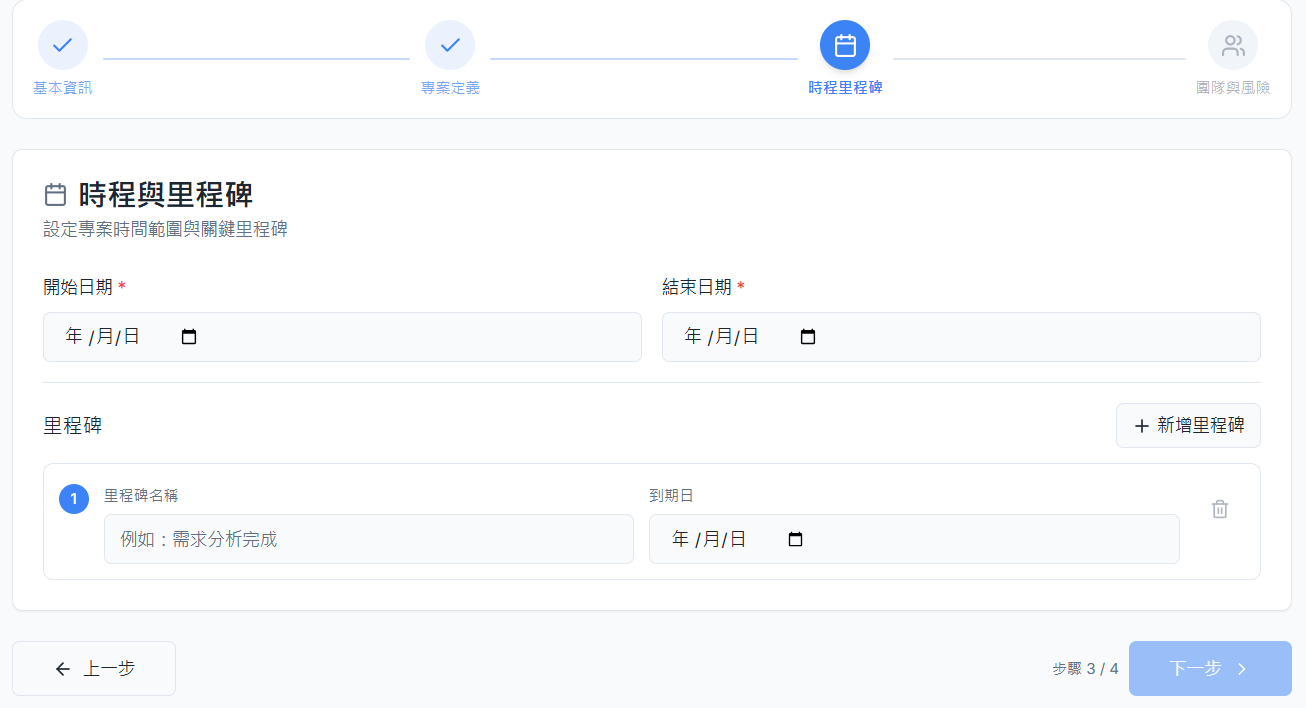 基本資訊 專案定義 時程里程碑 團隊與風險
時程與里程碑
設定專案時間範圍與關鍵里程碑
開始日期 * 結束日期 *
年 /月/日 年 /月/日
里程碑 新增里程碑
1 里程碑名稱 到期日
例如：需求分析完成 年 /月/日
上一步 步驟 3 / 4 下一步